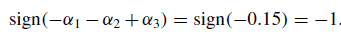 sign(−α₁ − α₂ + α₃) = sign(−0.15) = −1.